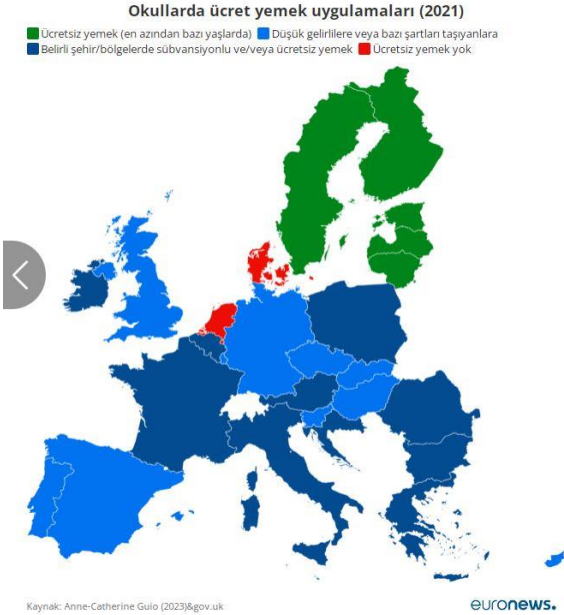 Okullarda ücret yemek uygulamaları (2021)
Ücretsiz yemek (en azından bazı yaşlarda) Düşük gelirlilere veya bazı şartları taşıyanlara
Belirli şehir/bölgelerde sübvansiyonlu ve/veya ücretsiz yemek Ücretsiz yemek yok
Kaynak: Anne-Catherine Guio (2023)&gov.uk
euronews.